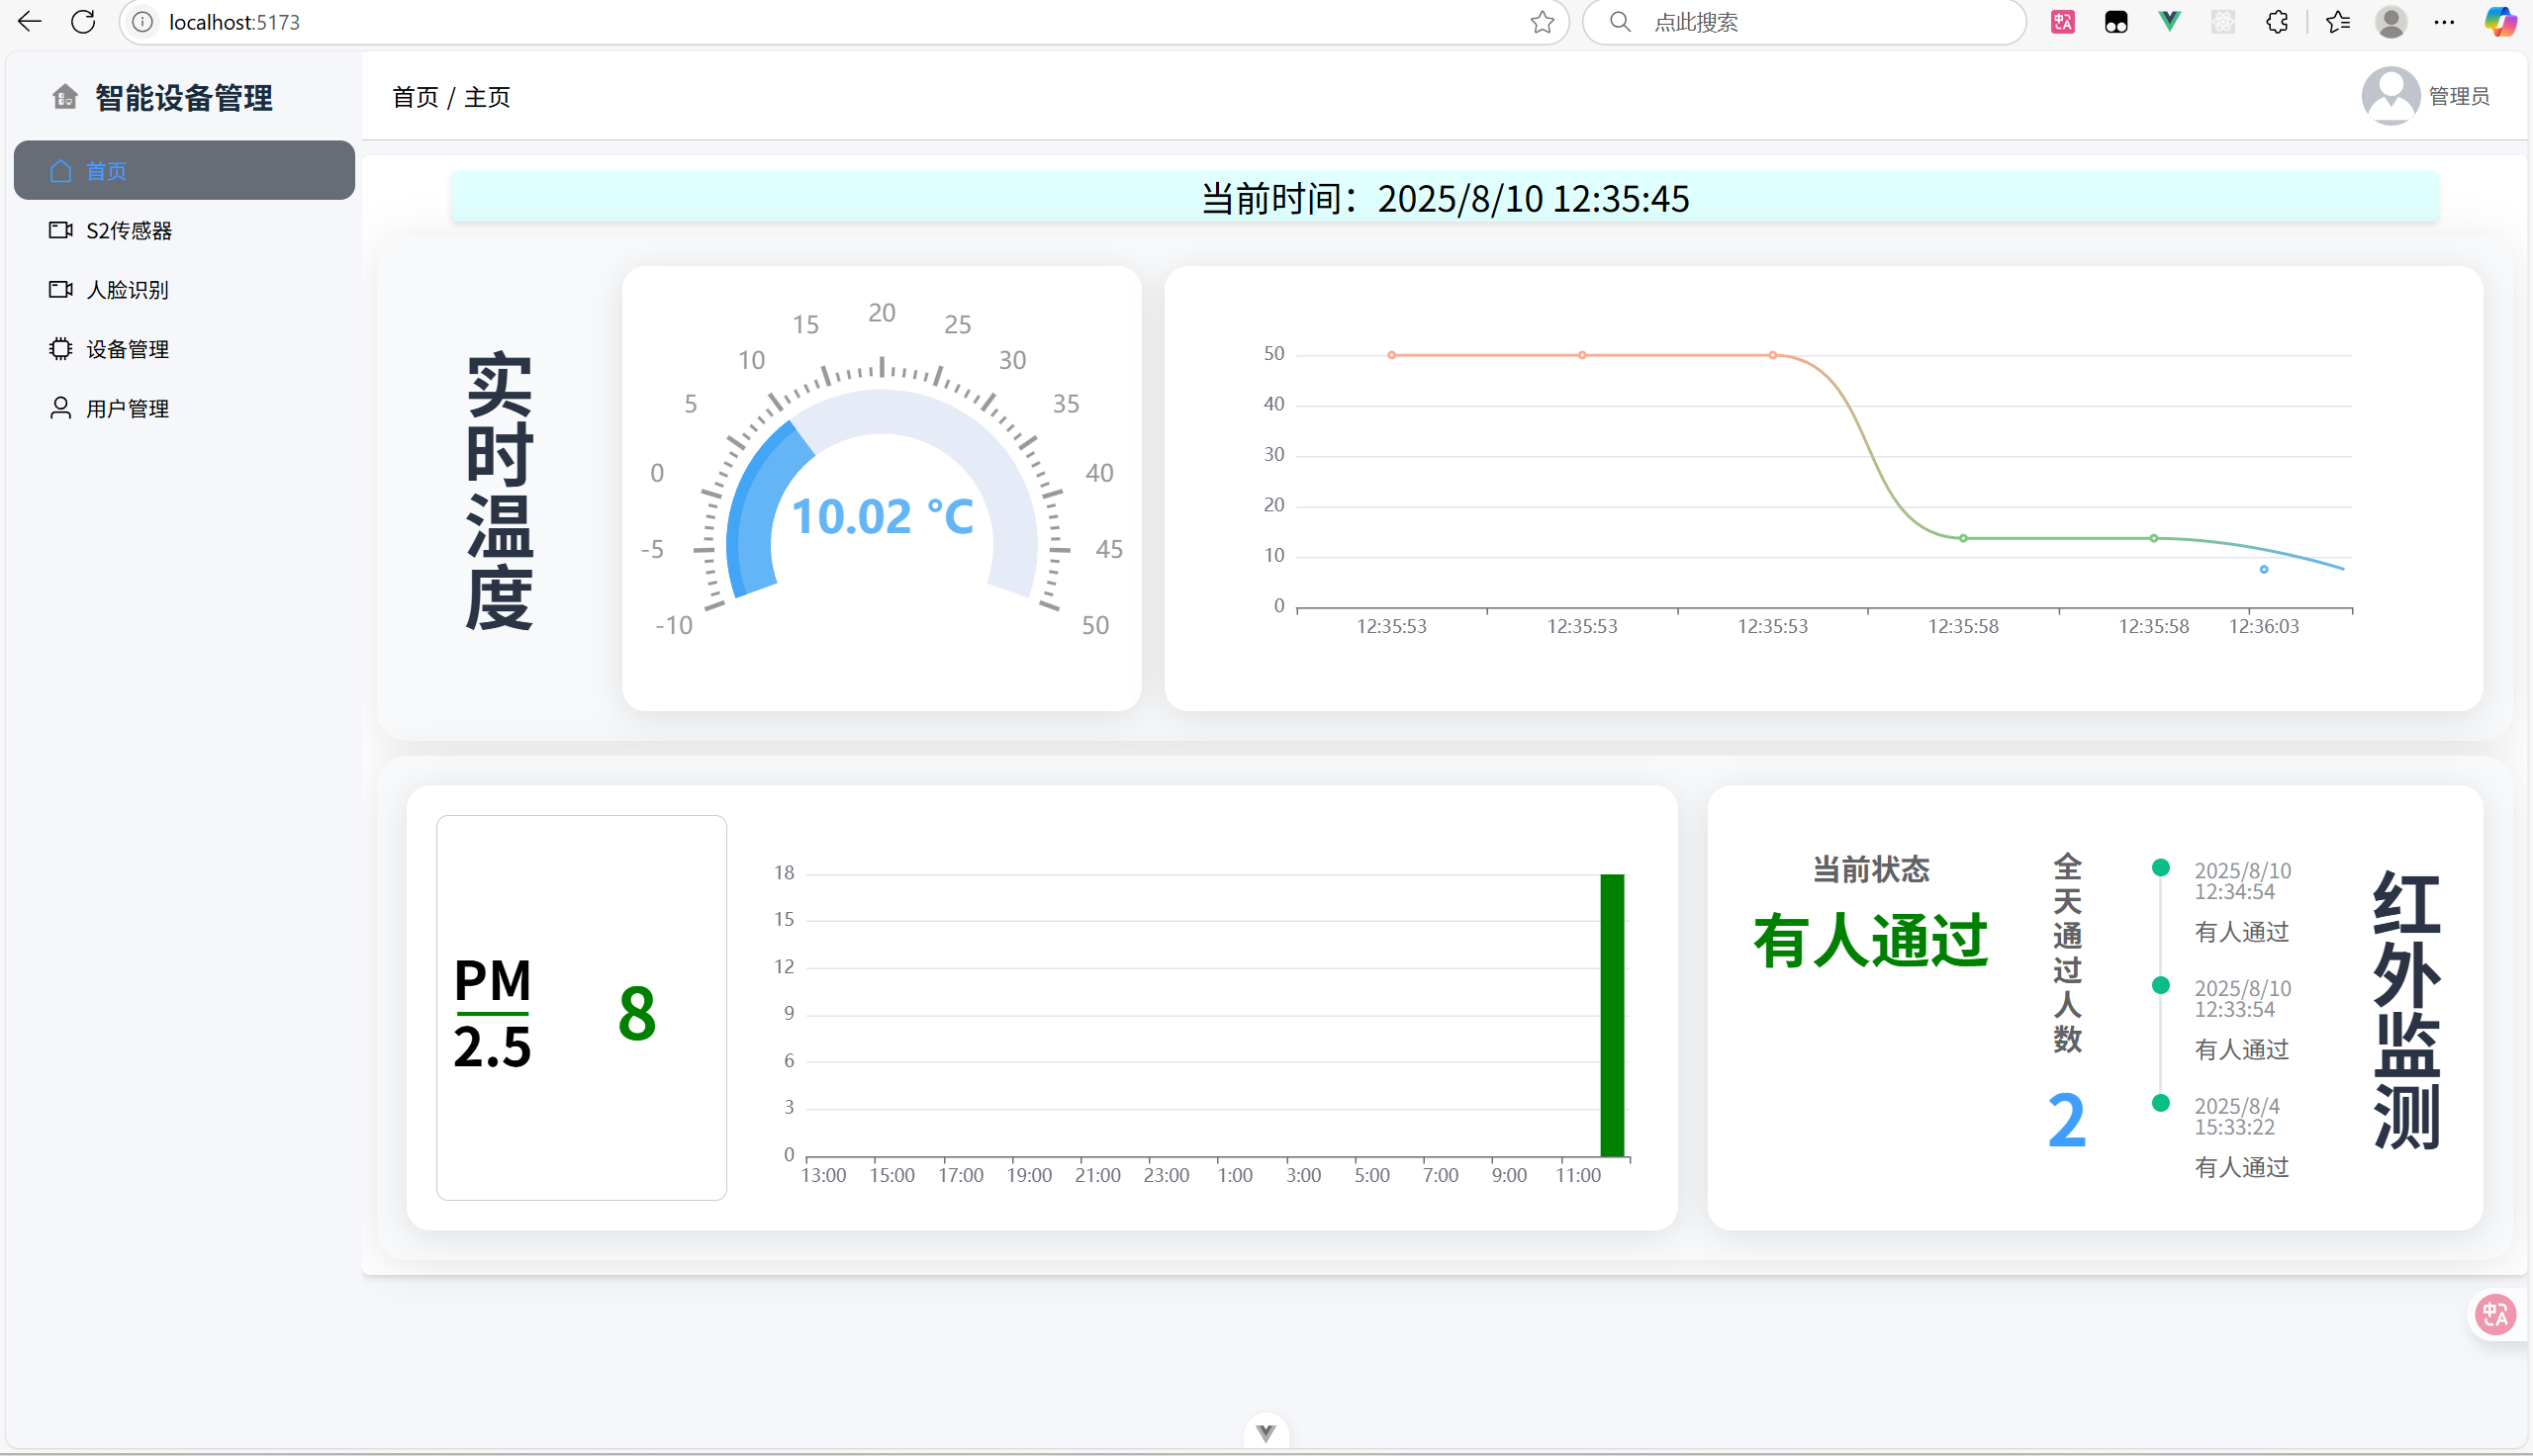 localhost:5173
点此搜索
智能设备管理
首页
S2传感器
人脸识别
设备管理
用户管理
首页 / 主页
管理员
当前时间：2025/8/10 12:35:45
实时温度
-10
-5
0
5
10
15
20
25
30
35
40
45
50
10.02 °C
50
40
30
20
10
0
12:35:53
12:35:53
12:35:53
12:35:58
12:35:58
12:36:03
PM
2.5
8
18
15
12
9
6
3
0
13:00
15:00
17:00
19:00
21:00
23:00
1:00
3:00
5:00
7:00
9:00
11:00
当前状态
有人通过
全天通过人数
2
2025/8/10
12:34:54
有人通过
2025/8/10
12:33:54
有人通过
2025/8/4
15:33:22
有人通过
红外监测